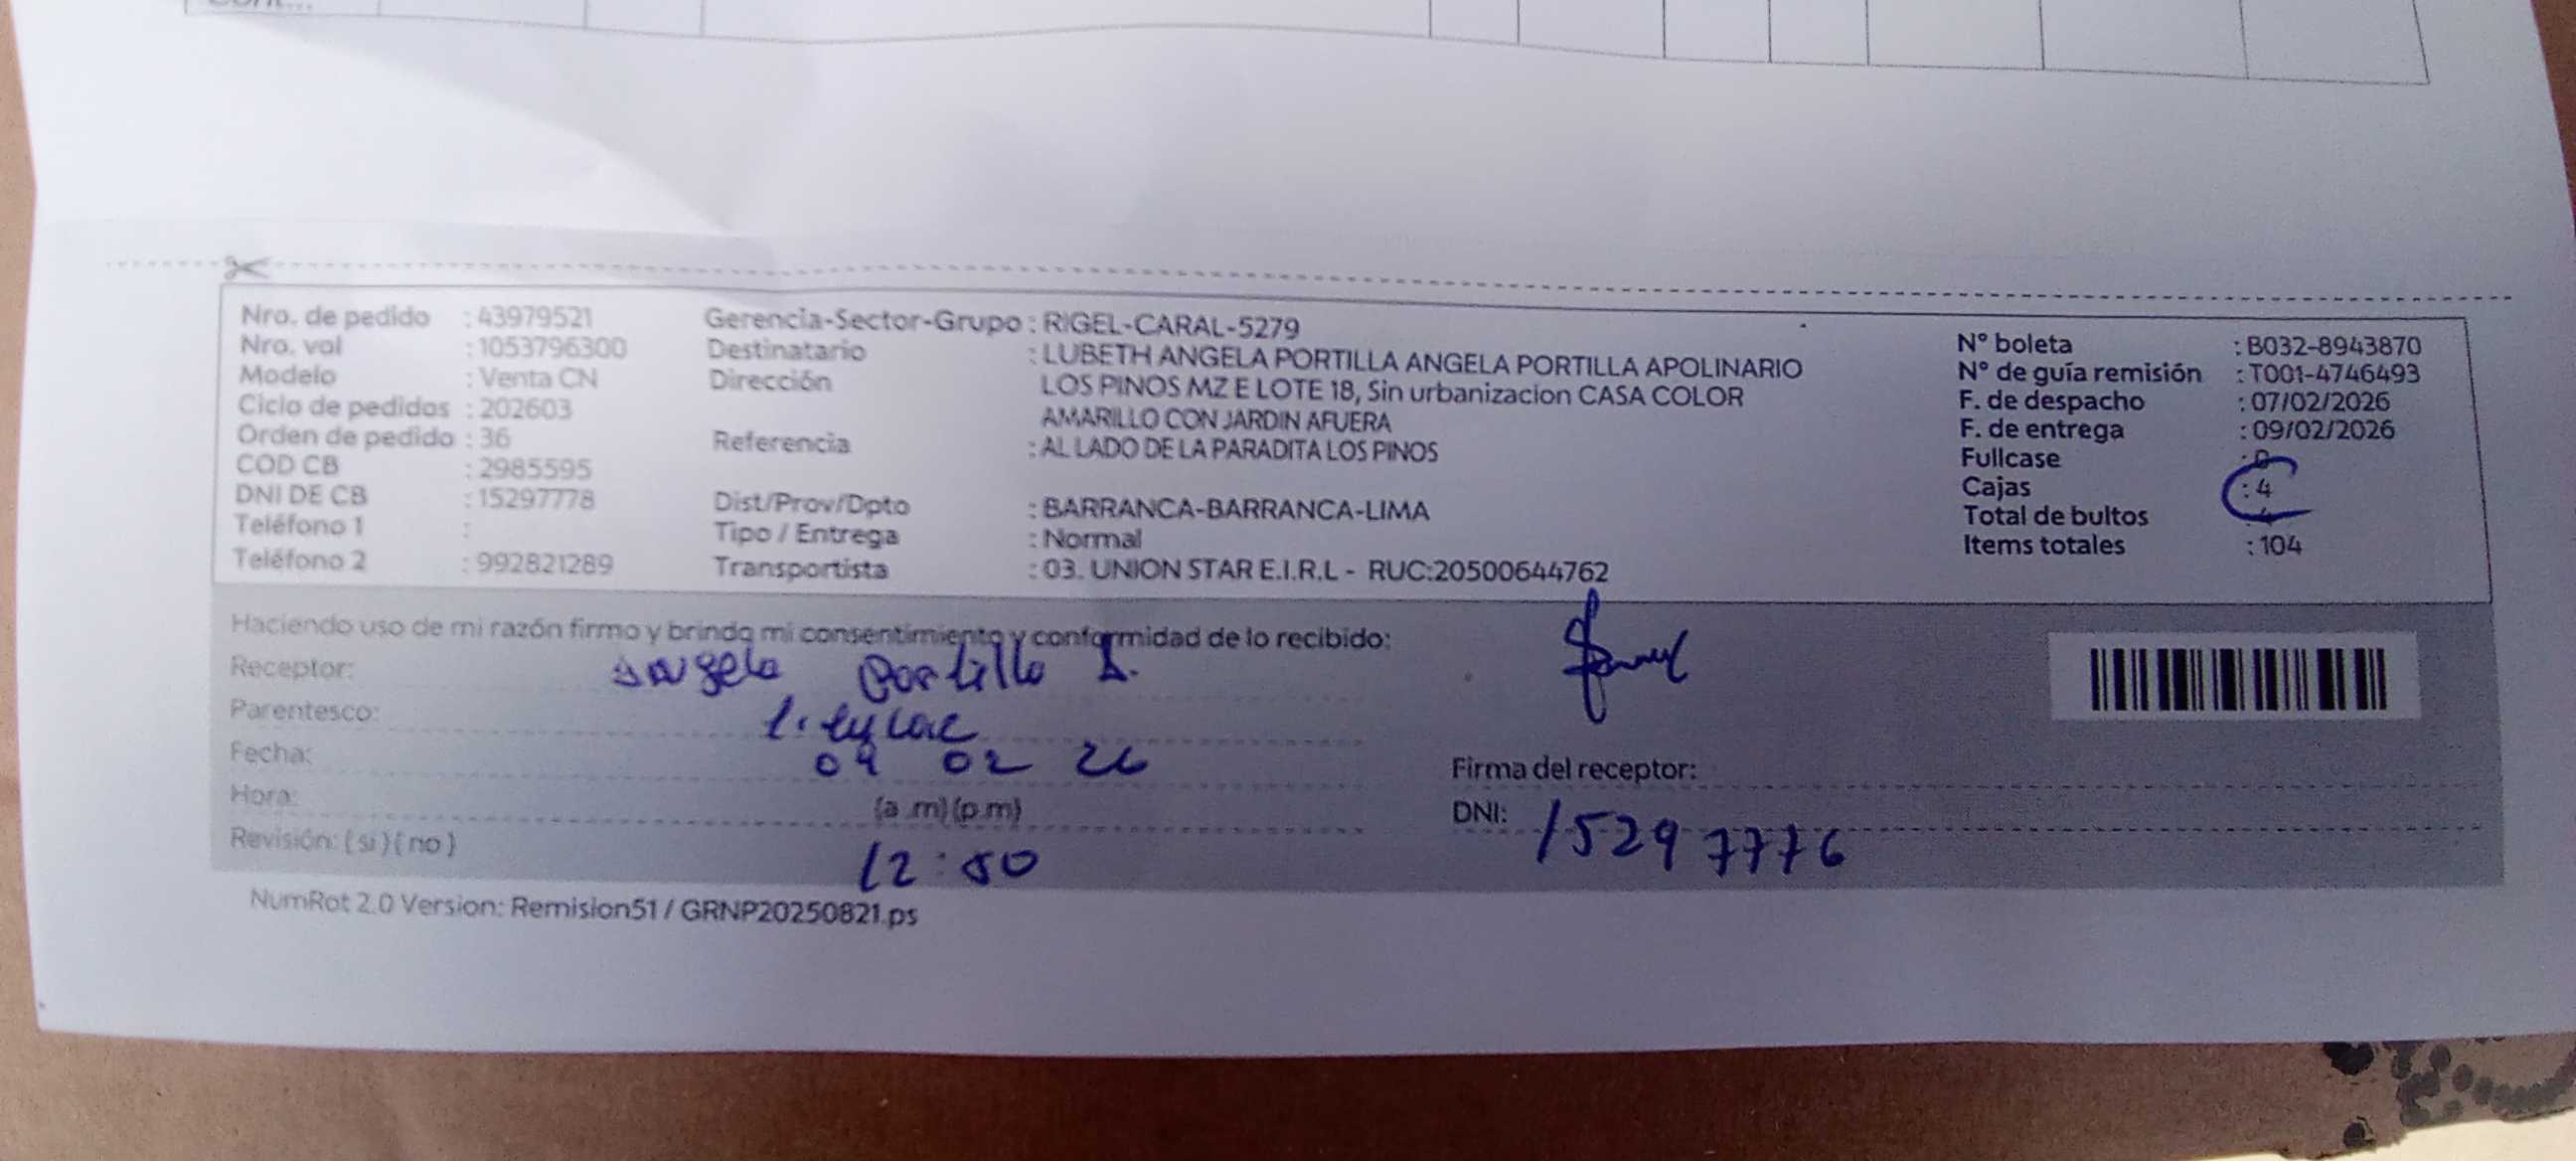 Nro. de pedido : 43979521
Nro. val : 1053796300
Modelo : Venta CN
Ciclo de pedidos : 202603
Orden de pedido : 36
COD CB : 2985595
DNI DE CB : 15297778
Teléfono 1 :
Teléfono 2 : 992821289
Gerencia-Sector-Grupo : RIGEL-CARAL-5279
Destinatario : LUBETH ANGELA PORTILLA ANGELA PORTILLA APOLINARIO
Dirección LOS PINOS MZ E LOTE 18, Sin urbanizacion CASA COLOR
AMARILLO CON JARDIN AFUERA
Referencia : AL LADO DE LA PARADITA LOS PINOS
Dist/Prov/Dpto : BARRANCA-BARRANCA-LIMA
Tipo / Entrega : Normal
Transportista : 03. UNION STAR E.I.R.L - RUC:20500644762
N° boleta : B032-8943870
N° de guía remisión : T001-4746493
F. de despacho : 07/02/2026
F. de entrega : 09/02/2026
Fullcase
Cajas : 4
Total de bultos : 4
Items totales : 104
Haciendo uso de mi razón firmo y brindo mi consentimiento y conformidad de lo recibido:
Receptor: Angela Portilla A.
Parentesco:
Fecha: 09 02 26
Hora: (a.m)(p.m)
Revisión: (si)(no) 12:50
Firma del receptor:
DNI: 15297776
NumRot 2.0 Version: Remision51 / GRNP20250821.ps